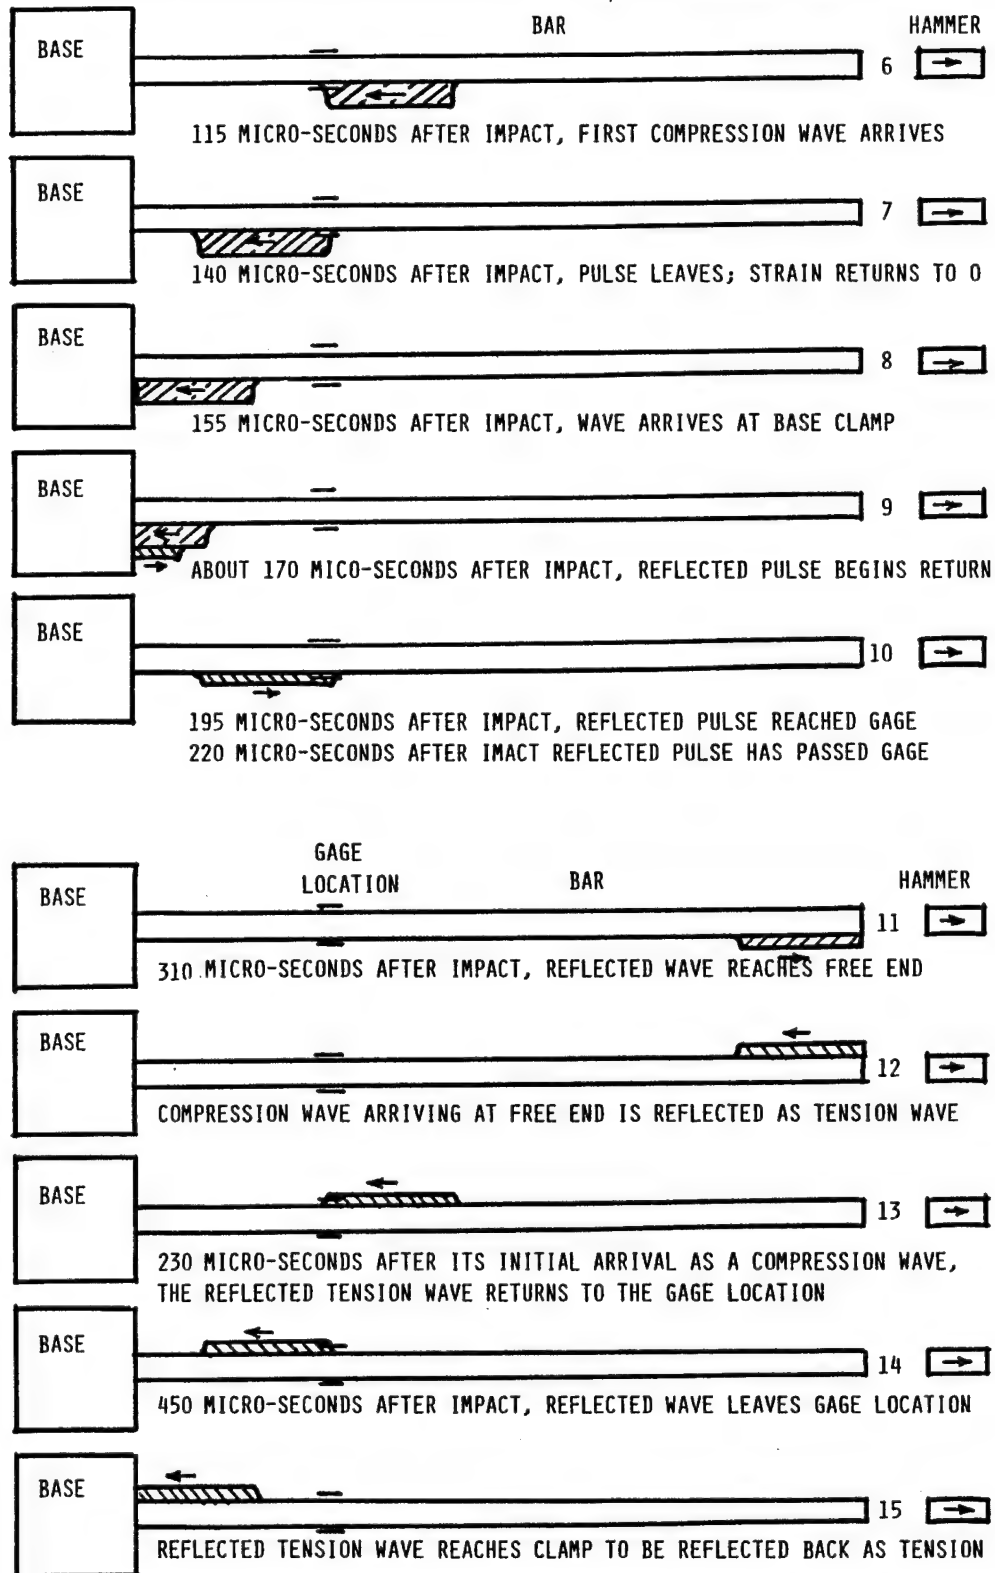 BAR HAMMER
BASE
6
115 MICRO-SECONDS AFTER IMPACT, FIRST COMPRESSION WAVE ARRIVES
BASE
7
140 MICRO-SECONDS AFTER IMPACT, PULSE LEAVES; STRAIN RETURNS TO 0
BASE
8
155 MICRO-SECONDS AFTER IMPACT, WAVE ARRIVES AT BASE CLAMP
BASE
9
ABOUT 170 MICO-SECONDS AFTER IMPACT, REFLECTED PULSE BEGINS RETURN
BASE
10
195 MICRO-SECONDS AFTER IMPACT, REFLECTED PULSE REACHED GAGE
220 MICRO-SECONDS AFTER IMACT REFLECTED PULSE HAS PASSED GAGE
GAGE
LOCATION BAR HAMMER
BASE
11
310 MICRO-SECONDS AFTER IMPACT, REFLECTED WAVE REACHES FREE END
BASE
12
COMPRESSION WAVE ARRIVING AT FREE END IS REFLECTED AS TENSION WAVE
BASE
13
230 MICRO-SECONDS AFTER ITS INITIAL ARRIVAL AS A COMPRESSION WAVE,
THE REFLECTED TENSION WAVE RETURNS TO THE GAGE LOCATION
BASE
14
450 MICRO-SECONDS AFTER IMPACT, REFLECTED WAVE LEAVES GAGE LOCATION
BASE
15
REFLECTED TENSION WAVE REACHES CLAMP TO BE REFLECTED BACK AS TENSION